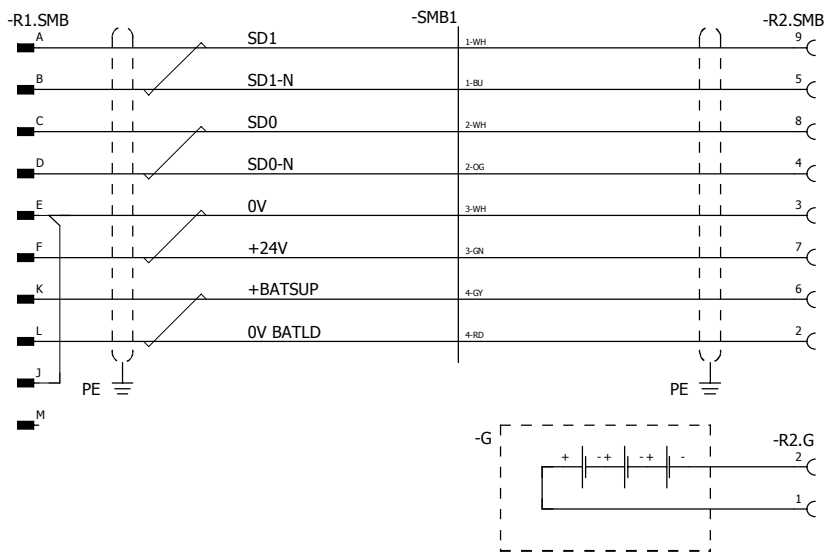 -R1.SMB -SMB1 -R2.SMB
A SD1 1-WH 9
B SD1-N 1-BU 5
C SD0 2-WH 8
D SD0-N 2-OG 4
E 0V 3-WH 3
F +24V 3-GN 7
K +BATSUP 4-GY 6
L 0V BATLD 4-RD 2
J
PE PE
M
-G -R2.G
+ - + - + - 2
1